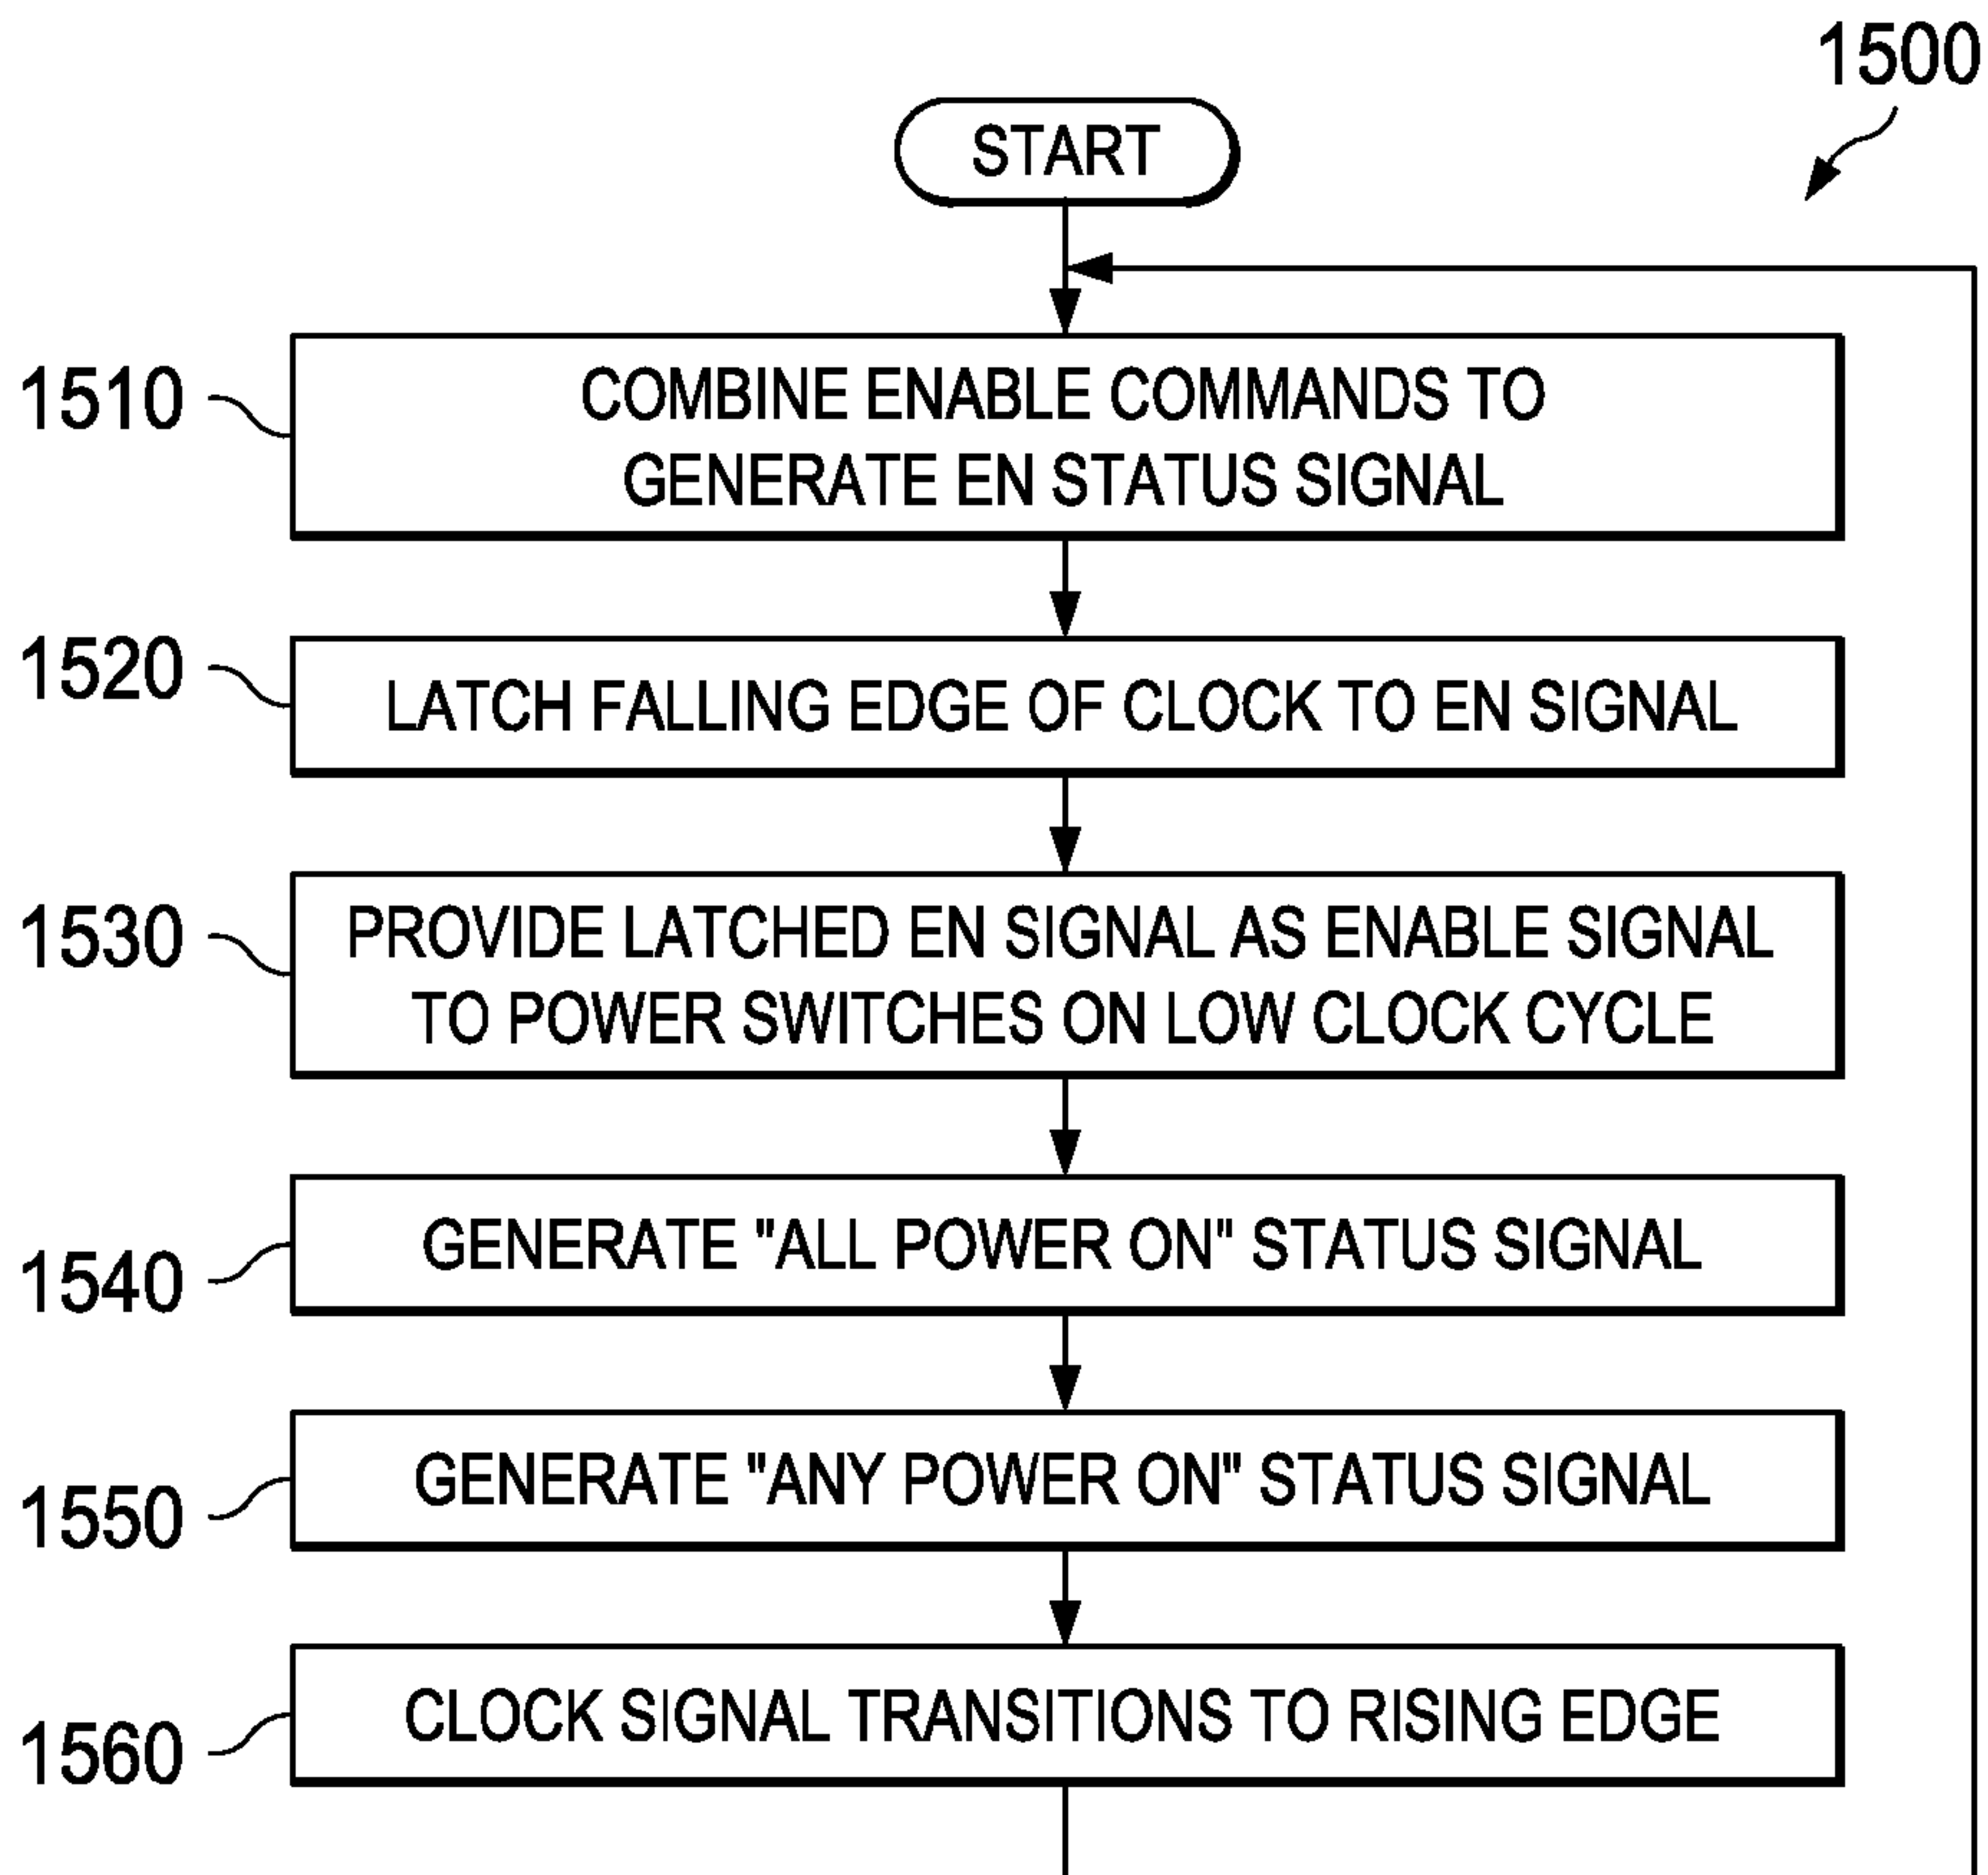 1500
START
1510
COMBINE ENABLE COMMANDS TO
GENERATE EN STATUS SIGNAL
1520
LATCH FALLING EDGE OF CLOCK TO EN SIGNAL
1530
PROVIDE LATCHED EN SIGNAL AS ENABLE SIGNAL
TO POWER SWITCHES ON LOW CLOCK CYCLE
1540
GENERATE "ALL POWER ON" STATUS SIGNAL
1550
GENERATE "ANY POWER ON" STATUS SIGNAL
1560
CLOCK SIGNAL TRANSITIONS TO RISING EDGE